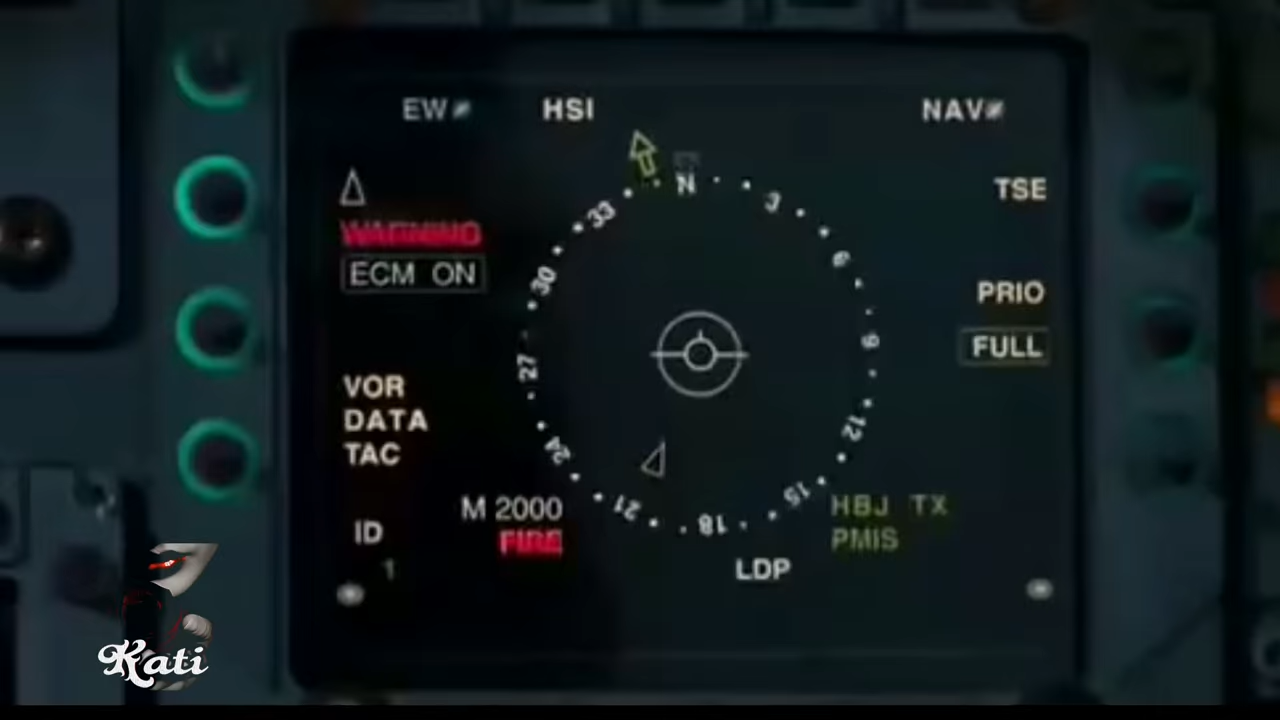 EW HSI NAV
TSE
WARNING
ECM ON
PRIO
FULL
VOR
DATA
TAC
ID
1
M 2000
FIRE
HBJ TX
PMIS
LDP
N
3
6
9
12
15
18
21
24
27
30
33
Kati